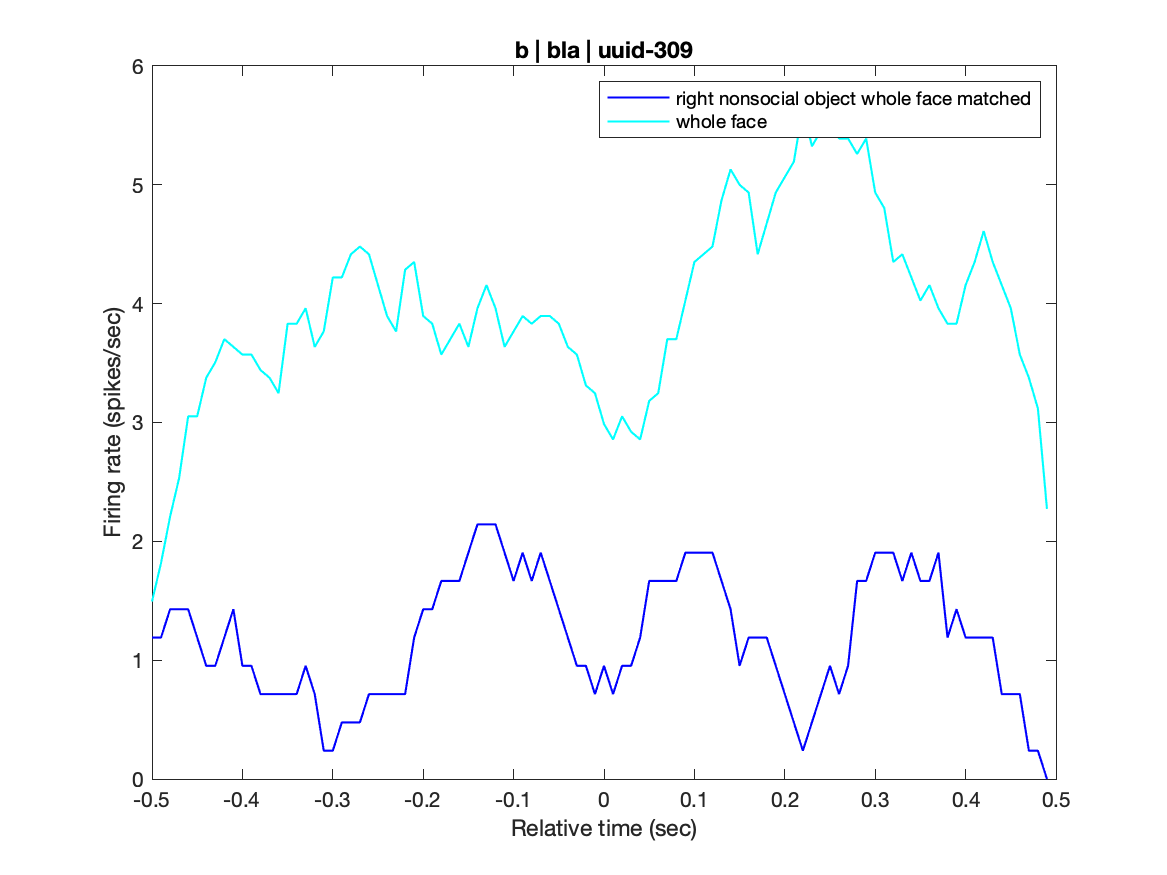 b | bla | uuid-309
6
right nonsocial object whole face matched
whole face
5
4
3
2
1
0
Firing rate (spikes/sec)
-0.5 -0.4 -0.3 -0.2 -0.1 0 0.1 0.2 0.3 0.4 0.5
Relative time (sec)